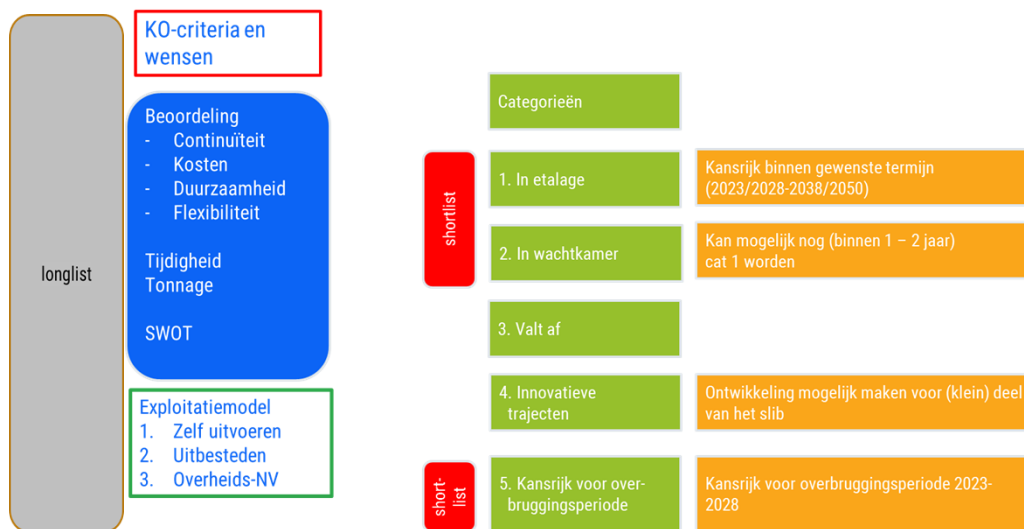 longlist
KO-criteria en
wensen
Beoordeling
- Continuïteit
- Kosten
- Duurzaamheid
- Flexibiliteit
Tijdigheid
Tonnage
SWOT
Exploitatiemodel
1. Zelf uitvoeren
2. Uitbesteden
3. Overheids-NV
Categorieën
shortlist
1. In etalage
Kansrijk binnen gewenste termijn
(2023/2028-2038/2050)
2. In wachtkamer
Kan mogelijk nog (binnen 1 – 2 jaar)
cat 1 worden
3. Valt af
4. Innovatieve
trajecten
Ontwikkeling mogelijk maken voor (klein) deel
van het slib
short-
list
5. Kansrijk voor over-
bruggingsperiode
Kansrijk voor overbruggingsperiode 2023-
2028